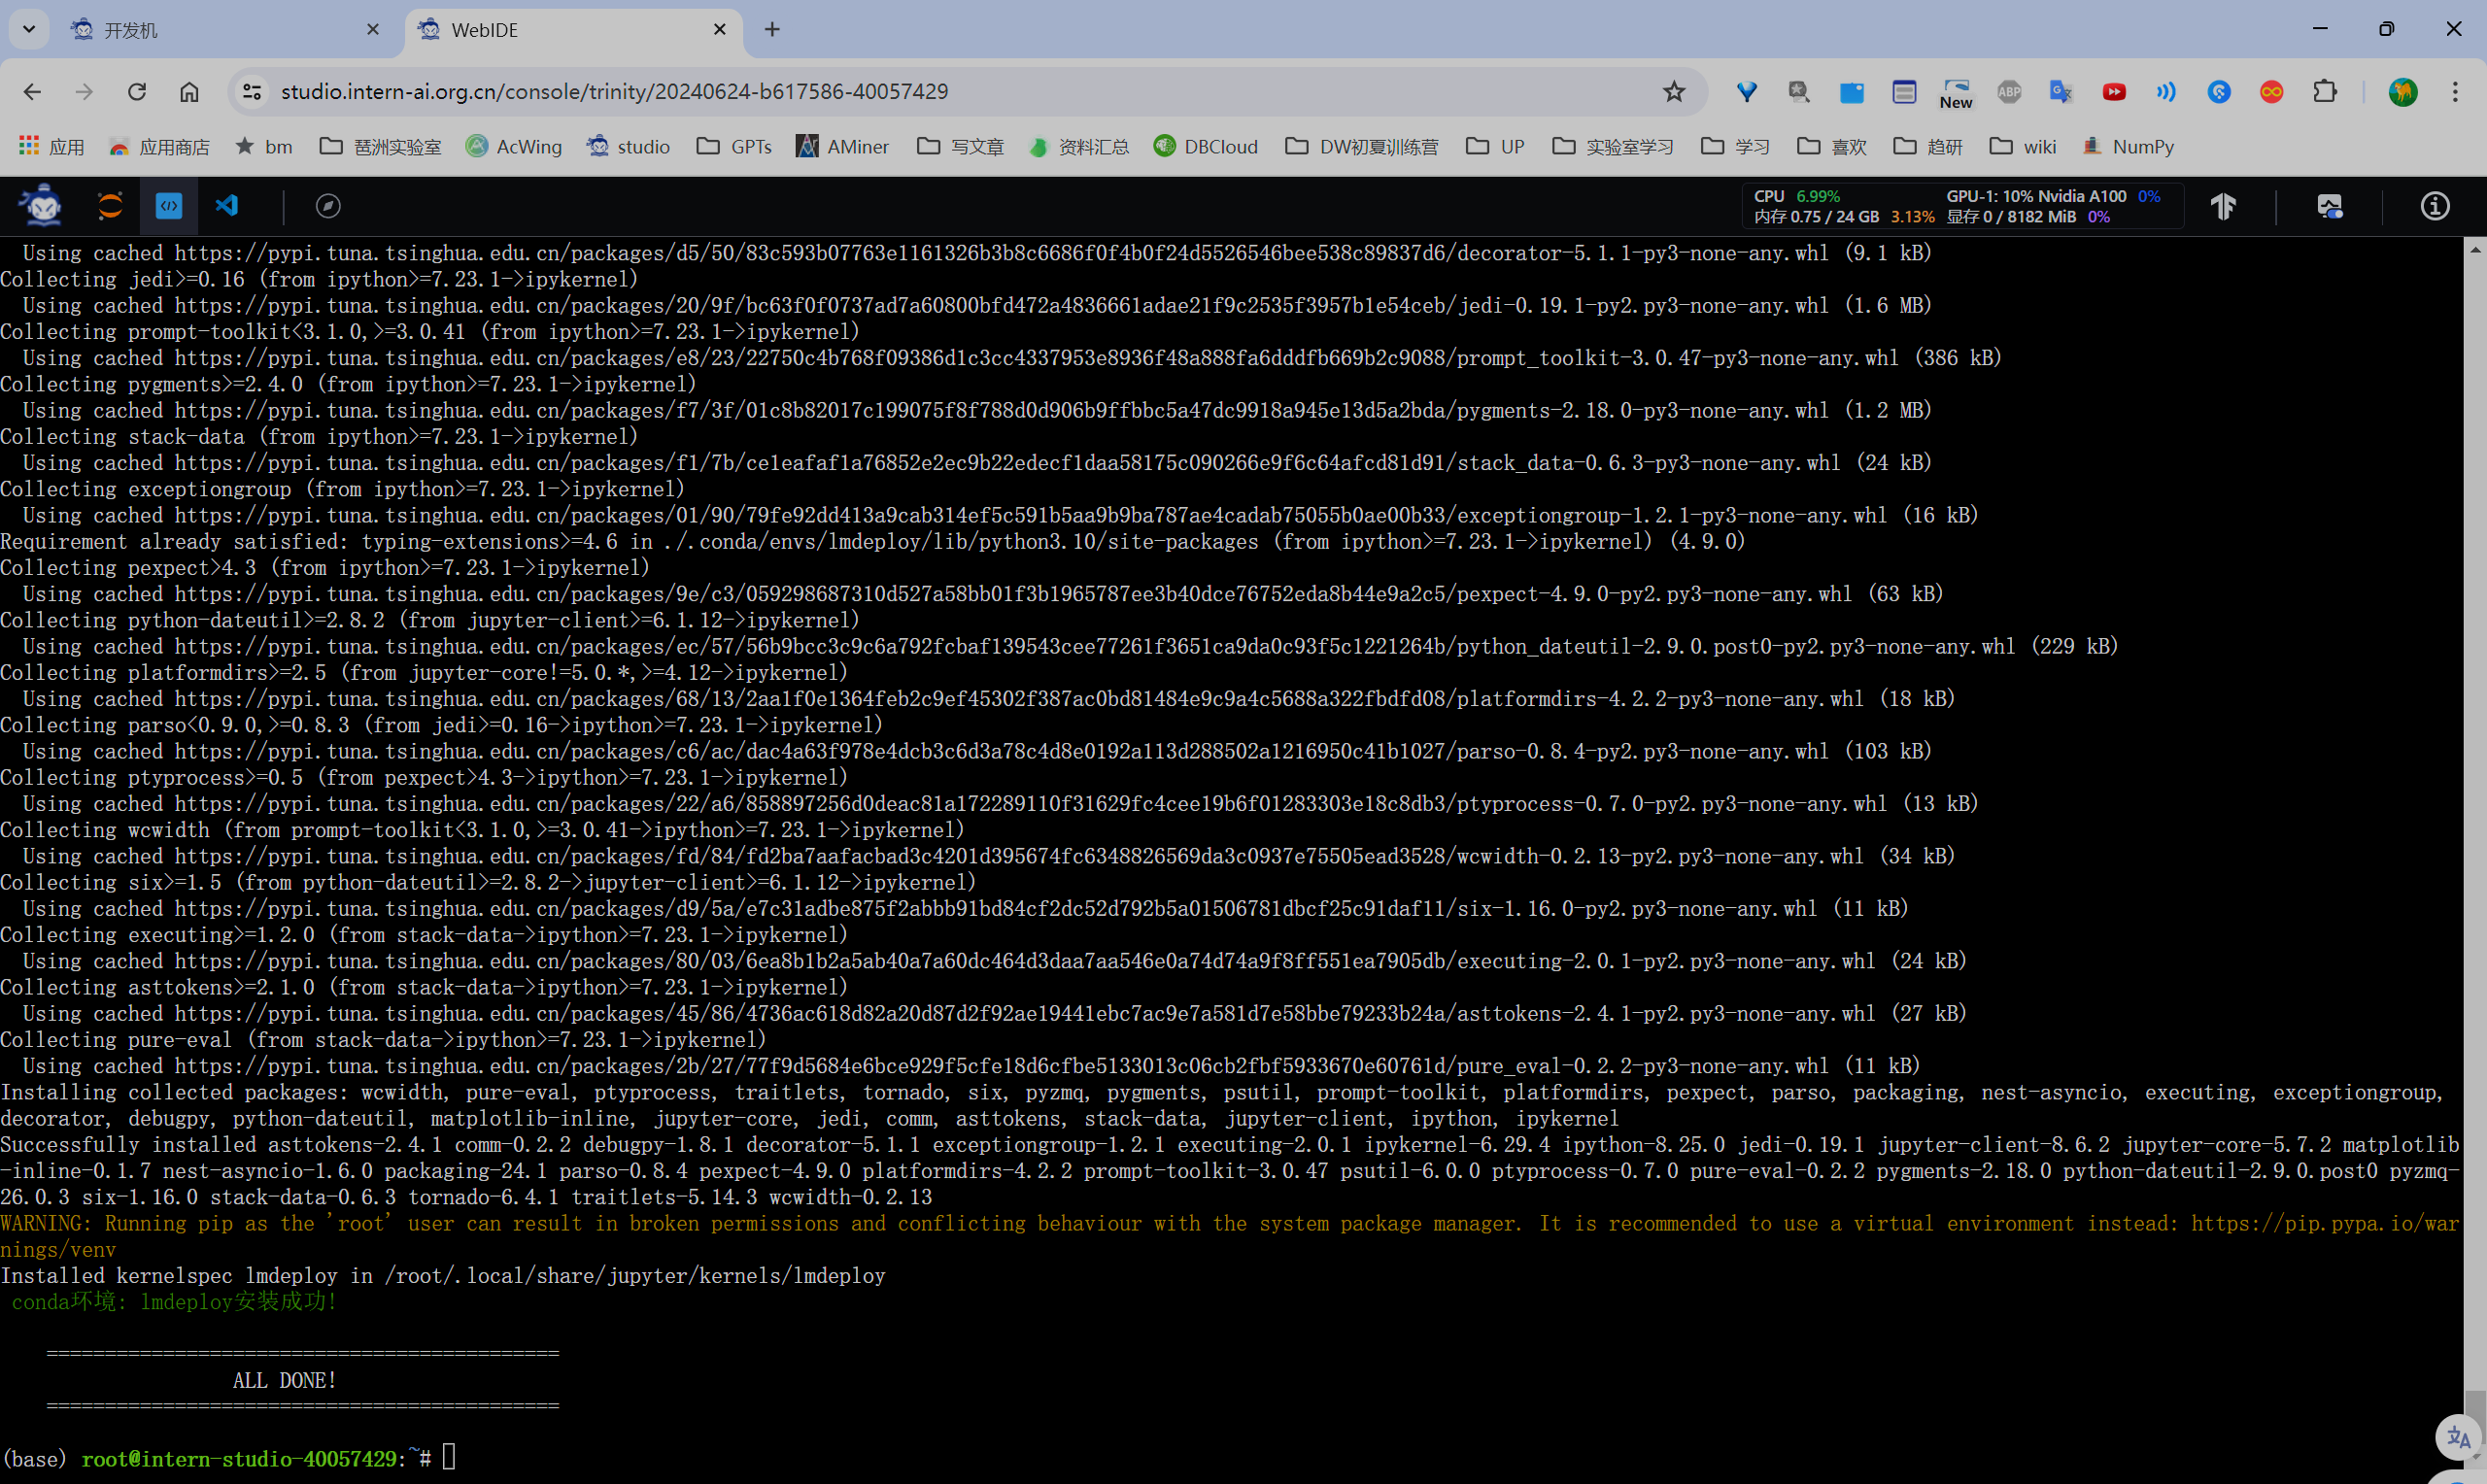 开发机
WebIDE
studio.intern-ai.org.cn/console/trinity/20240624-b617586-40057429
New
ABP
应用 应用商店 bm 琶洲实验室 AcWing studio GPTs AMiner 写文章 资料汇总 DBCloud DW初夏训练营 UP 实验室学习 学习 喜欢 趋研 wiki NumPy
CPU 6.99% GPU-1: 10% Nvidia A100 0%
内存 0.75 / 24 GB 3.13% 显存 0 / 8182 MiB 0%
Using cached https://pypi.tuna.tsinghua.edu.cn/packages/d5/50/83c593b07763e1161326b3b8c6686f0f4b0f24d5526546bee538c89837d6/decorator-5.1.1-py3-none-any.whl (9.1 kB)
Collecting jedi>=0.16 (from ipython>=7.23.1->ipykernel)
Using cached https://pypi.tuna.tsinghua.edu.cn/packages/20/9f/bc63f0f0737ad7a60800bfd472a4836661adae21f9c2535f3957b1e54ceb/jedi-0.19.1-py2.py3-none-any.whl (1.6 MB)
Collecting prompt-toolkit<3.1.0,>=3.0.41 (from ipython>=7.23.1->ipykernel)
Using cached https://pypi.tuna.tsinghua.edu.cn/packages/e8/23/22750c4b768f09386d1c3cc4337953e8936f48a888fa6dddfb669b2c9088/prompt_toolkit-3.0.47-py3-none-any.whl (386 kB)
Collecting pygments>=2.4.0 (from ipython>=7.23.1->ipykernel)
Using cached https://pypi.tuna.tsinghua.edu.cn/packages/f7/3f/01c8b82017c199075f8f788d0d906b9ffbbc5a47dc9918a945e13d5a2bda/pygments-2.18.0-py3-none-any.whl (1.2 MB)
Collecting stack-data (from ipython>=7.23.1->ipykernel)
Using cached https://pypi.tuna.tsinghua.edu.cn/packages/f1/7b/ce1eafaf1a76852e2ec9b22edecf1daa58175c090266e9f6c64afcd81d91/stack_data-0.6.3-py3-none-any.whl (24 kB)
Collecting exceptiongroup (from ipython>=7.23.1->ipykernel)
Using cached https://pypi.tuna.tsinghua.edu.cn/packages/01/90/79fe92dd413a9cab314ef5c591b5aa9b9ba787ae4cadab75055b0ae00b33/exceptiongroup-1.2.1-py3-none-any.whl (16 kB)
Requirement already satisfied: typing-extensions>=4.6 in ./.conda/envs/lmdeploy/lib/python3.10/site-packages (from ipython>=7.23.1->ipykernel) (4.9.0)
Collecting pexpect>4.3 (from ipython>=7.23.1->ipykernel)
Using cached https://pypi.tuna.tsinghua.edu.cn/packages/9e/c3/059298687310d527a58bb01f3b1965787ee3b40dce76752eda8b44e9a2c5/pexpect-4.9.0-py2.py3-none-any.whl (63 kB)
Collecting python-dateutil>=2.8.2 (from jupyter-client>=6.1.12->ipykernel)
Using cached https://pypi.tuna.tsinghua.edu.cn/packages/ec/57/56b9bcc3c9c6a792fcbaf139543cee77261f3651ca9da0c93f5c1221264b/python_dateutil-2.9.0.post0-py2.py3-none-any.whl (229 kB)
Collecting platformdirs>=2.5 (from jupyter-core!=5.0.*,>=4.12->ipykernel)
Using cached https://pypi.tuna.tsinghua.edu.cn/packages/68/13/2aa1f0e1364feb2c9ef45302f387ac0bd81484e9c9a4c5688a322fbdfd08/platformdirs-4.2.2-py3-none-any.whl (18 kB)
Collecting parso<0.9.0,>=0.8.3 (from jedi>=0.16->ipython>=7.23.1->ipykernel)
Using cached https://pypi.tuna.tsinghua.edu.cn/packages/c6/ac/dac4a63f978e4dcb3c6d3a78c4d8e0192a113d288502a1216950c41b1027/parso-0.8.4-py2.py3-none-any.whl (103 kB)
Collecting ptyprocess>=0.5 (from pexpect>4.3->ipython>=7.23.1->ipykernel)
Using cached https://pypi.tuna.tsinghua.edu.cn/packages/22/a6/858897256d0deac81a172289110f31629fc4cee19b6f01283303e18c8db3/ptyprocess-0.7.0-py2.py3-none-any.whl (13 kB)
Collecting wcwidth (from prompt-toolkit<3.1.0,>=3.0.41->ipython>=7.23.1->ipykernel)
Using cached https://pypi.tuna.tsinghua.edu.cn/packages/fd/84/fd2ba7aafacbad3c4201d395674fc6348826569da3c0937e75505ead3528/wcwidth-0.2.13-py2.py3-none-any.whl (34 kB)
Collecting six>=1.5 (from python-dateutil>=2.8.2->jupyter-client>=6.1.12->ipykernel)
Using cached https://pypi.tuna.tsinghua.edu.cn/packages/d9/5a/e7c31adbe875f2abbb91bd84cf2dc52d792b5a01506781dbcf25c91daf11/six-1.16.0-py2.py3-none-any.whl (11 kB)
Collecting executing>=1.2.0 (from stack-data->ipython>=7.23.1->ipykernel)
Using cached https://pypi.tuna.tsinghua.edu.cn/packages/80/03/6ea8b1b2a5ab40a7a60dc464d3daa7aa546e0a74d74a9f8ff551ea7905db/executing-2.0.1-py2.py3-none-any.whl (24 kB)
Collecting asttokens>=2.1.0 (from stack-data->ipython>=7.23.1->ipykernel)
Using cached https://pypi.tuna.tsinghua.edu.cn/packages/45/86/4736ac618d82a20d87d2f92ae19441ebc7ac9e7a581d7e58bbe79233b24a/asttokens-2.4.1-py2.py3-none-any.whl (27 kB)
Collecting pure-eval (from stack-data->ipython>=7.23.1->ipykernel)
Using cached https://pypi.tuna.tsinghua.edu.cn/packages/2b/27/77f9d5684e6bce929f5cfe18d6cfbe5133013c06cb2fbf5933670e60761d/pure_eval-0.2.2-py3-none-any.whl (11 kB)
Installing collected packages: wcwidth, pure-eval, ptyprocess, traitlets, tornado, six, pyzmq, pygments, psutil, prompt-toolkit, platformdirs, pexpect, parso, packaging, nest-asyncio, executing, exceptiongroup,
decorator, debugpy, python-dateutil, matplotlib-inline, jupyter-core, jedi, comm, asttokens, stack-data, jupyter-client, ipython, ipykernel
Successfully installed asttokens-2.4.1 comm-0.2.2 debugpy-1.8.1 decorator-5.1.1 exceptiongroup-1.2.1 executing-2.0.1 ipykernel-6.29.4 ipython-8.25.0 jedi-0.19.1 jupyter-client-8.6.2 jupyter-core-5.7.2 matplotlib
-inline-0.1.7 nest-asyncio-1.6.0 packaging-24.1 parso-0.8.4 pexpect-4.9.0 platformdirs-4.2.2 prompt-toolkit-3.0.47 psutil-6.0.0 ptyprocess-0.7.0 pure-eval-0.2.2 pygments-2.18.0 python-dateutil-2.9.0.post0 pyzmq-
26.0.3 six-1.16.0 stack-data-0.6.3 tornado-6.4.1 traitlets-5.14.3 wcwidth-0.2.13
WARNING: Running pip as the 'root' user can result in broken permissions and conflicting behaviour with the system package manager. It is recommended to use a virtual environment instead: https://pip.pypa.io/war
nings/venv
Installed kernelspec lmdeploy in /root/.local/share/jupyter/kernels/lmdeploy
conda环境: lmdeploy安装成功!
============================================
ALL DONE!
============================================
(base) root@intern-studio-40057429:~#